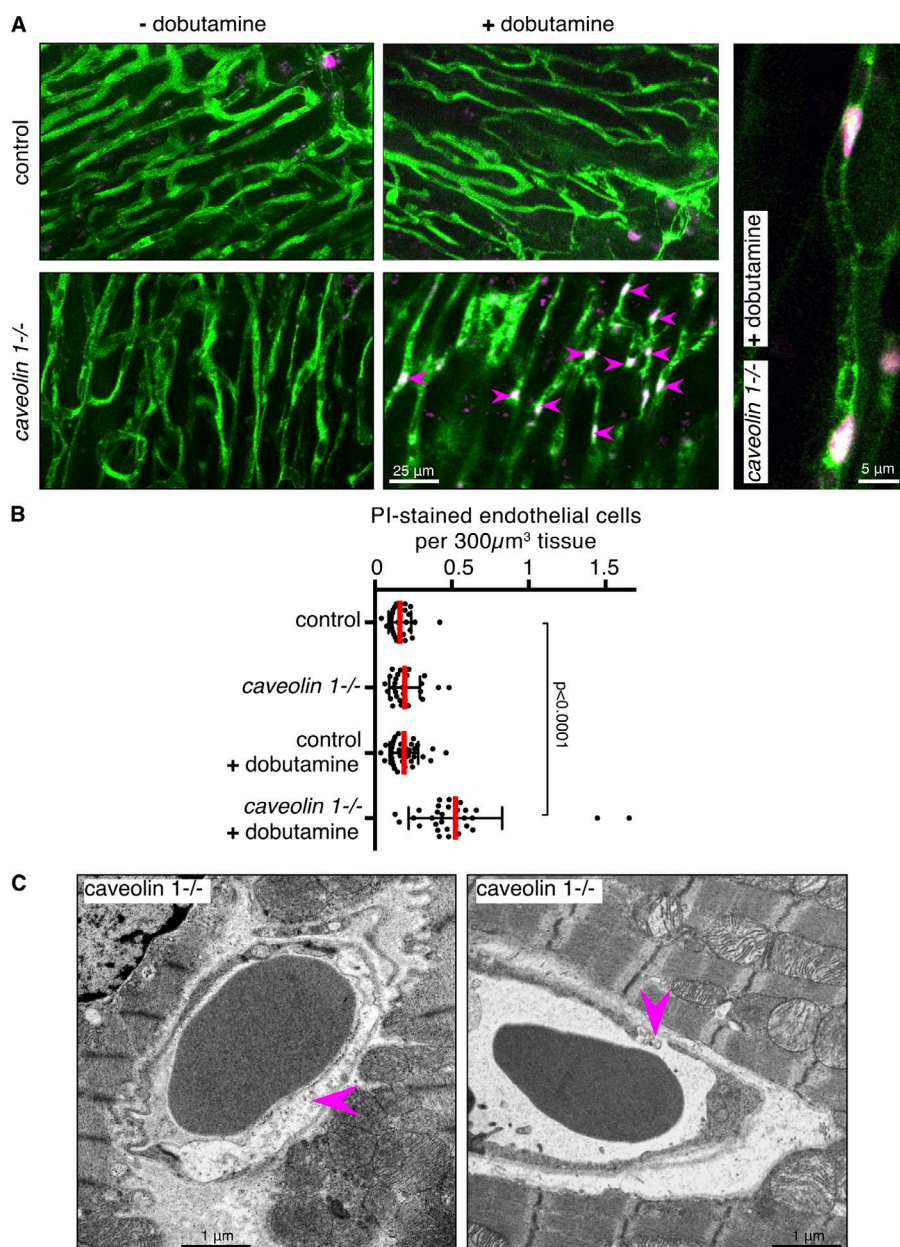 A
- dobutamine
+ dobutamine
control
caveolin 1-/-
25 µm
caveolin 1-/- + dobutamine
5 µm
B
PI-stained endothelial cells
per 300µm³ tissue
0 0.5 1 1.5
control
caveolin 1-/-
control
+ dobutamine
caveolin 1-/-
+ dobutamine
p<0.0001
C
caveolin 1-/-
caveolin 1-/-
1 µm
1 µm